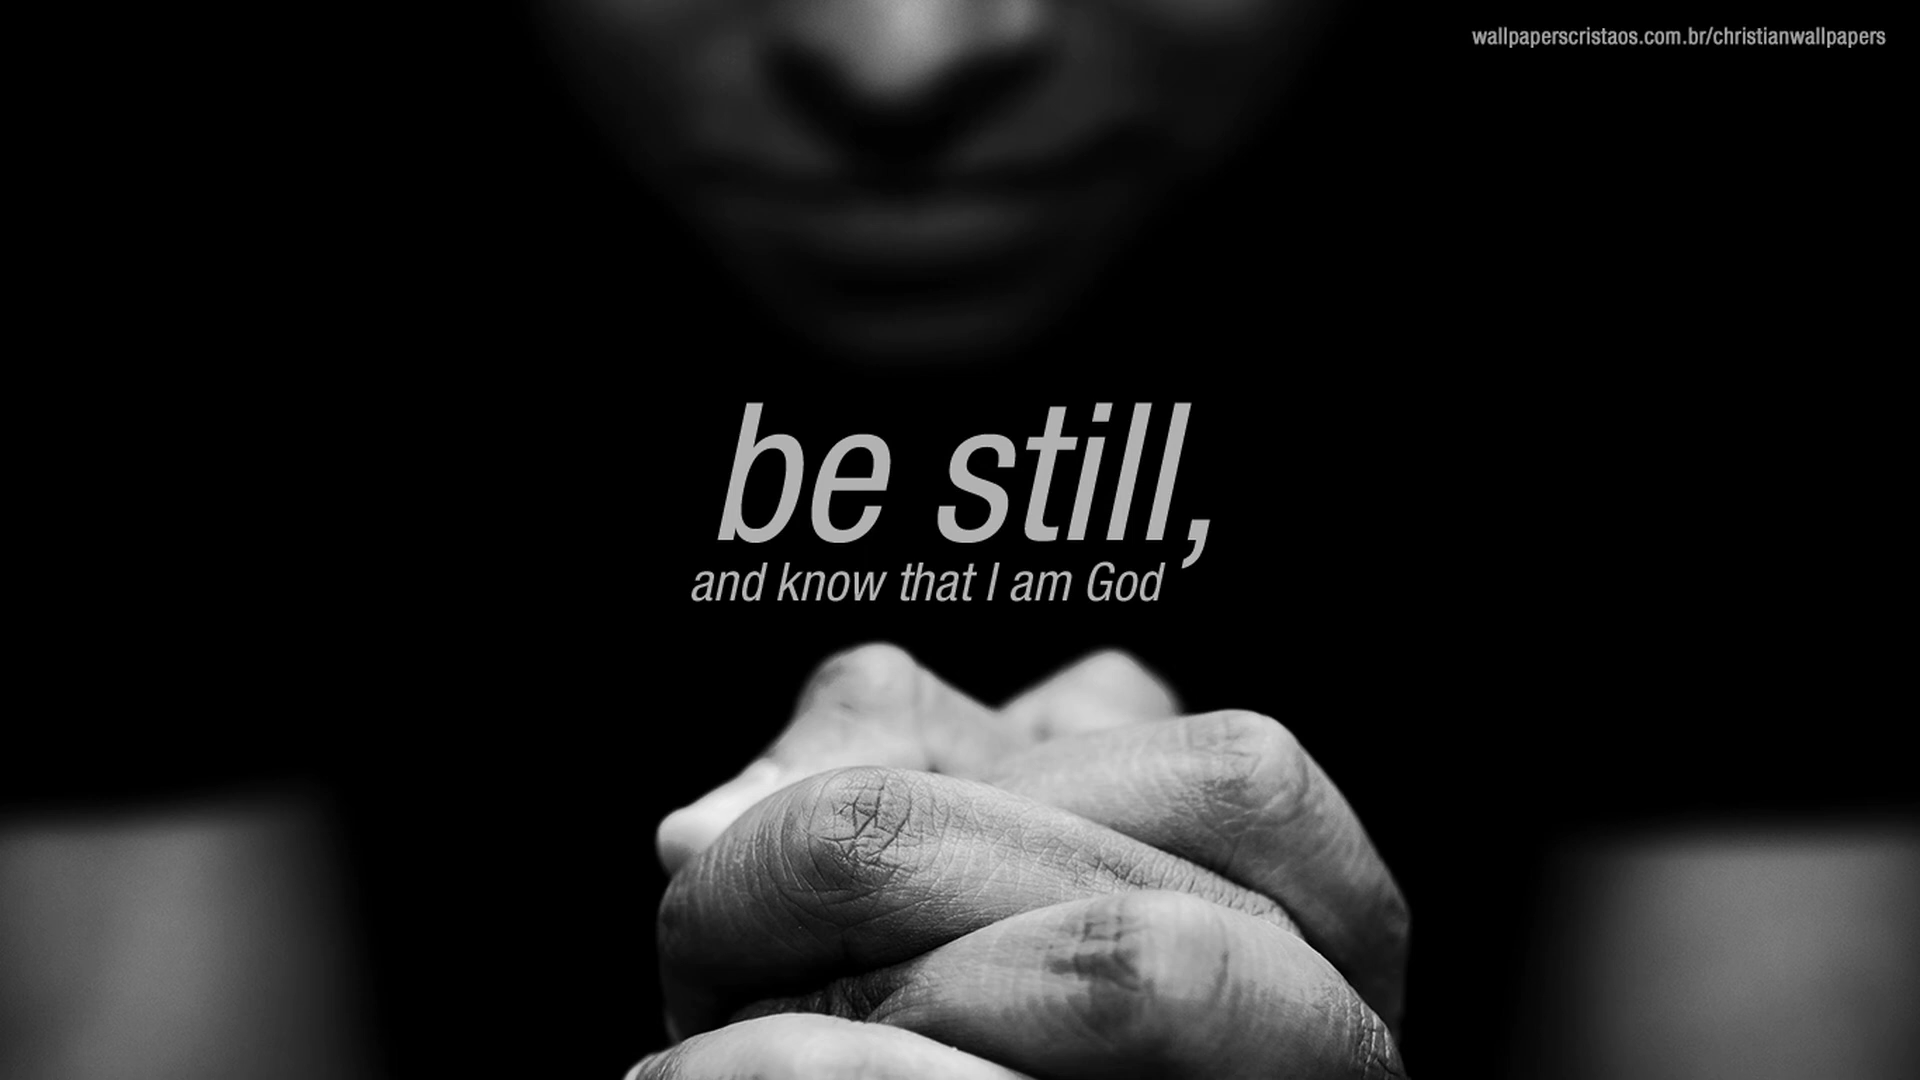 wallpaperscristaos.com.br/christianwallpapers
be still,
and know that I am God